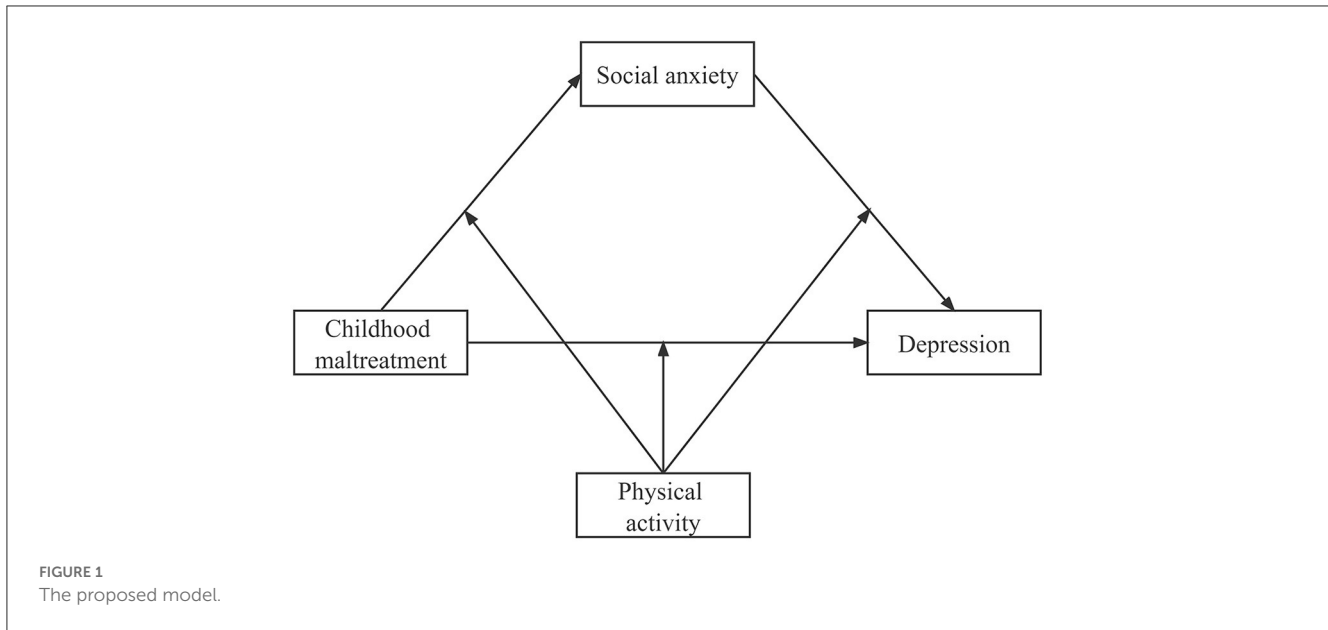 Social anxiety
Childhood
maltreatment
Depression
Physical
activity
FIGURE 1
The proposed model.